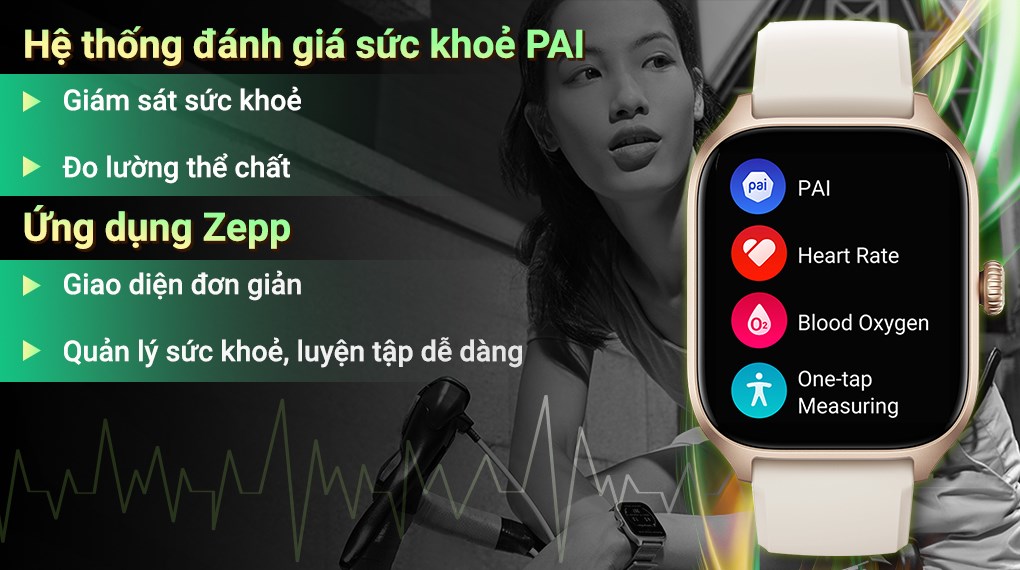 Hệ thống đánh giá sức khoẻ PAI
Giám sát sức khoẻ
Đo lường thể chất
Ứng dụng Zepp
Giao diện đơn giản
Quản lý sức khoẻ, luyện tập dễ dàng
pai
PAI
Heart Rate
O2
Blood Oxygen
One-tap
Measuring